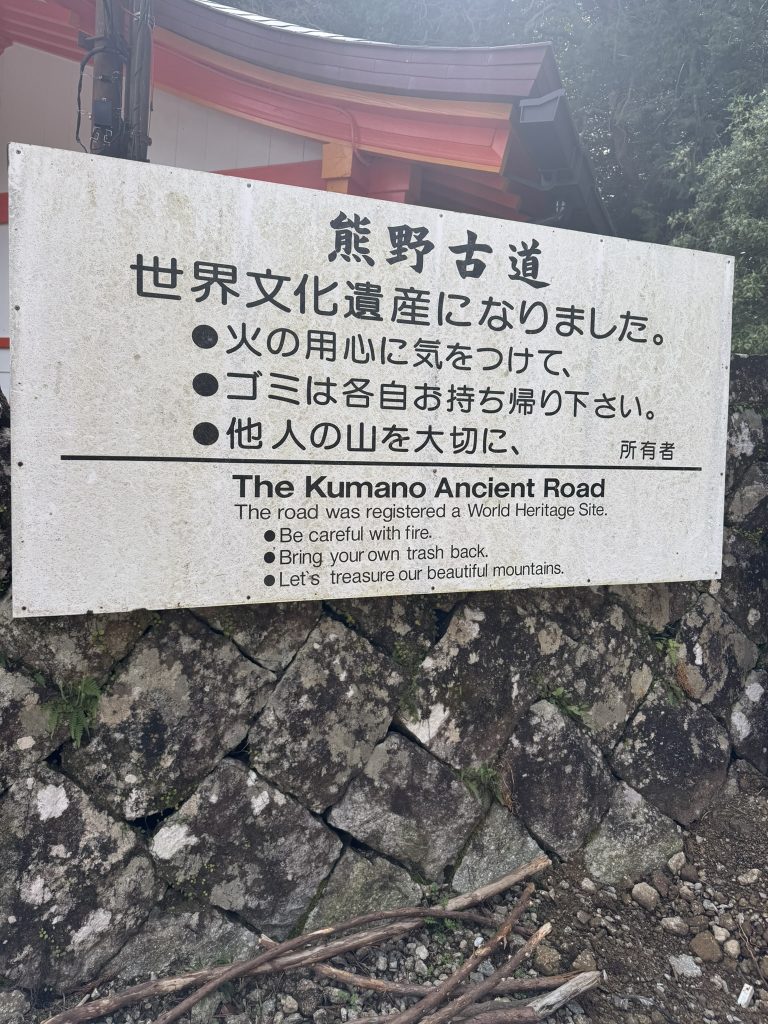 熊野古道
世界文化遺産になりました。
●火の用心に気をつけて、
●ゴミは各自お持ち帰り下さい。
●他人の山を大切に、
所有者
The Kumano Ancient Road
The road was registered a World Heritage Site.
●Be careful with fire.
●Bring your own trash back.
●Let`s treasure our beautiful mountains.